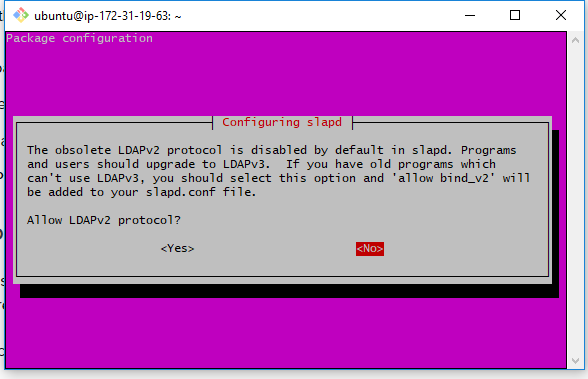 ubuntu@ip-172-31-19-63: ~
Package configuration
Configuring slapd
The obsolete LDAPv2 protocol is disabled by default in slapd. Programs
and users should upgrade to LDAPv3.  If you have old programs which
can't use LDAPv3, you should select this option and 'allow bind_v2' will
be added to your slapd.conf file.
Allow LDAPv2 protocol?
<Yes> <No>